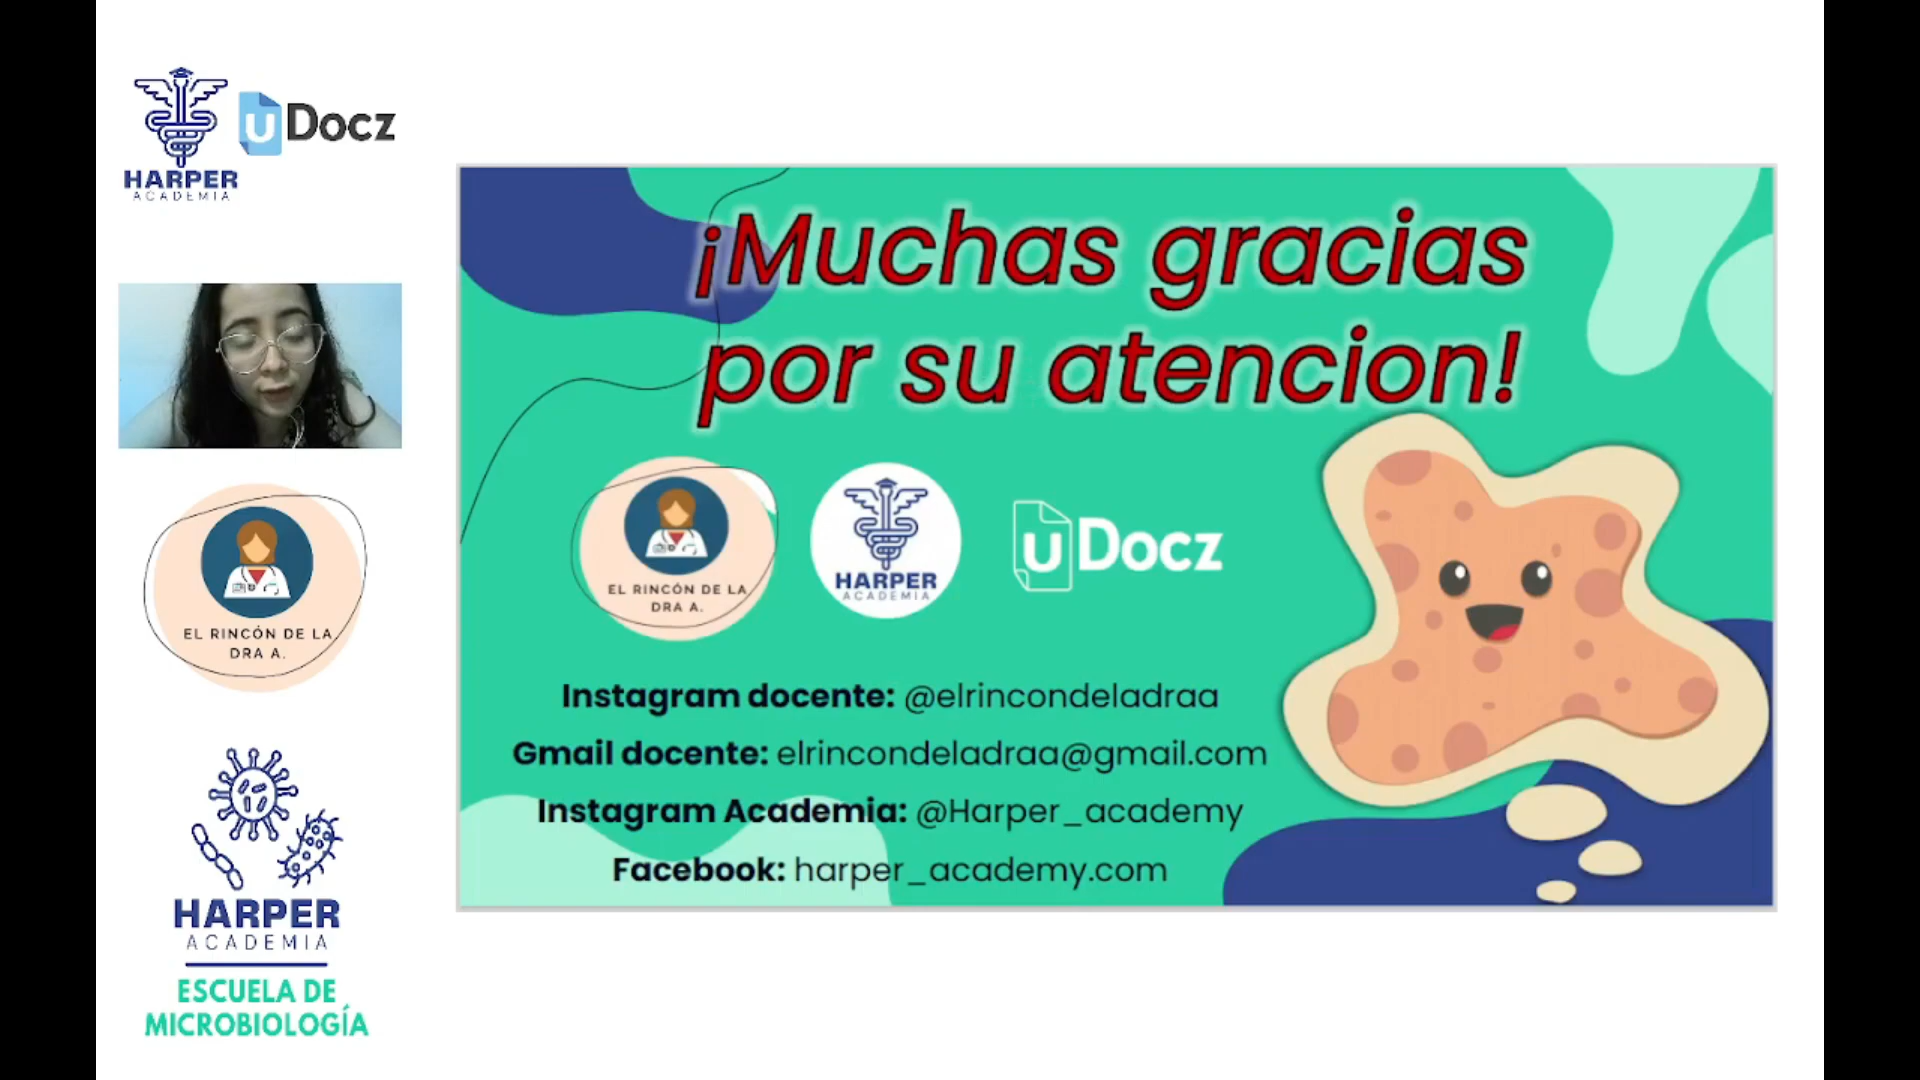 HARPER
ACADEMIA
uDocz
EL RINCÓN DE LA
DRA A.
HARPER
ACADEMIA
ESCUELA DE
MICROBIOLOGÍA
¡Muchas gracias
por su atencion!
EL RINCÓN DE LA
DRA A.
HARPER
ACADEMIA
uDocz
Instagram docente: @elrincondeladraa
Gmail docente: elrincondeladraa@gmail.com
Instagram Academia: @Harper_academy
Facebook: harper_academy.com